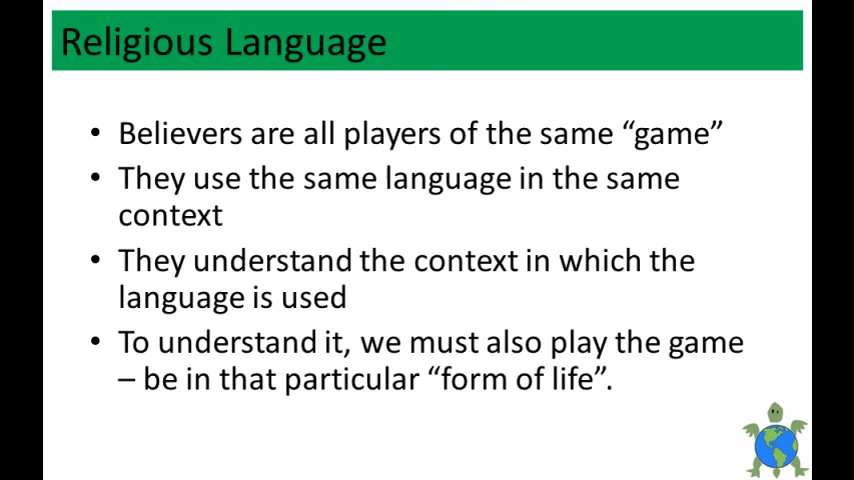 Religious Language
• Believers are all players of the same “game”
• They use the same language in the same
context
• They understand the context in which the
language is used
• To understand it, we must also play the game
– be in that particular “form of life”.